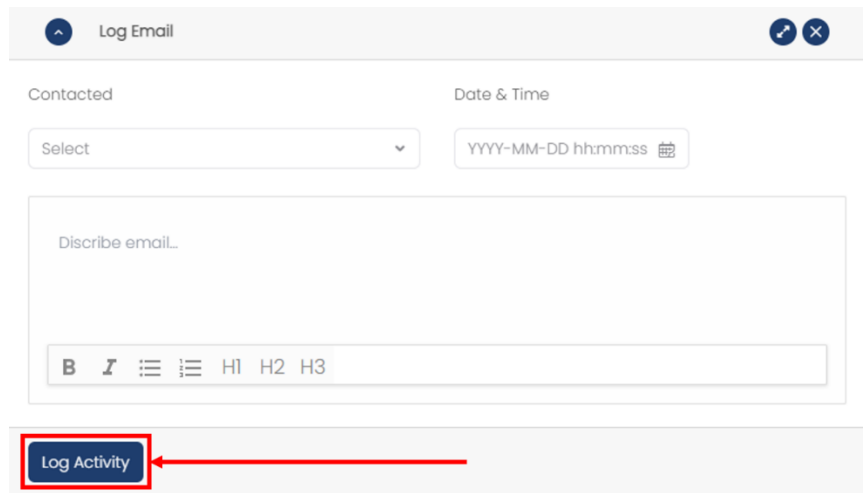 Log Email
Contacted
Date & Time
Select
YYYY-MM-DD hh:mm:ss
Discribe email...
B I H1 H2 H3
Log Activity